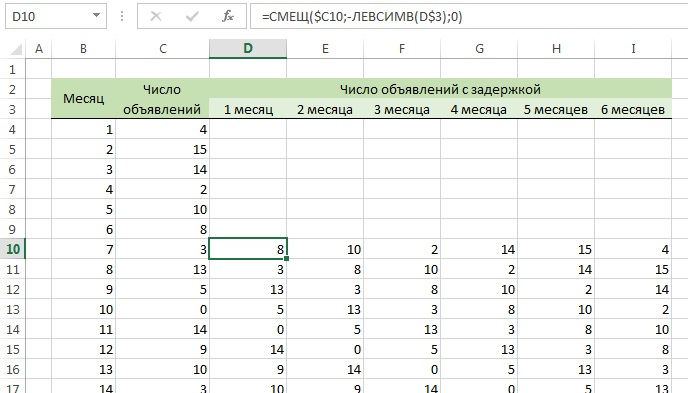 D10 fx =СМЕЩ($C10;-ЛЕВСИМВ(D$3);0)
A B C D E F G H I
1
2 Месяц Число объявлений Число объявлений с задержкой
3 1 месяц 2 месяца 3 месяца 4 месяца 5 месяцев 6 месяцев
4 1 4
5 2 15
6 3 14
7 4 2
8 5 10
9 6 8
10 7 3 8 10 2 14 15 4
11 8 13 3 8 10 2 14 15
12 9 5 13 3 8 10 2 14
13 10 0 5 13 3 8 10 2
14 11 14 0 5 13 3 8 10
15 12 9 14 0 5 13 3 8
16 13 10 9 14 0 5 13 3
17 14 3 10 9 14 0 5 13